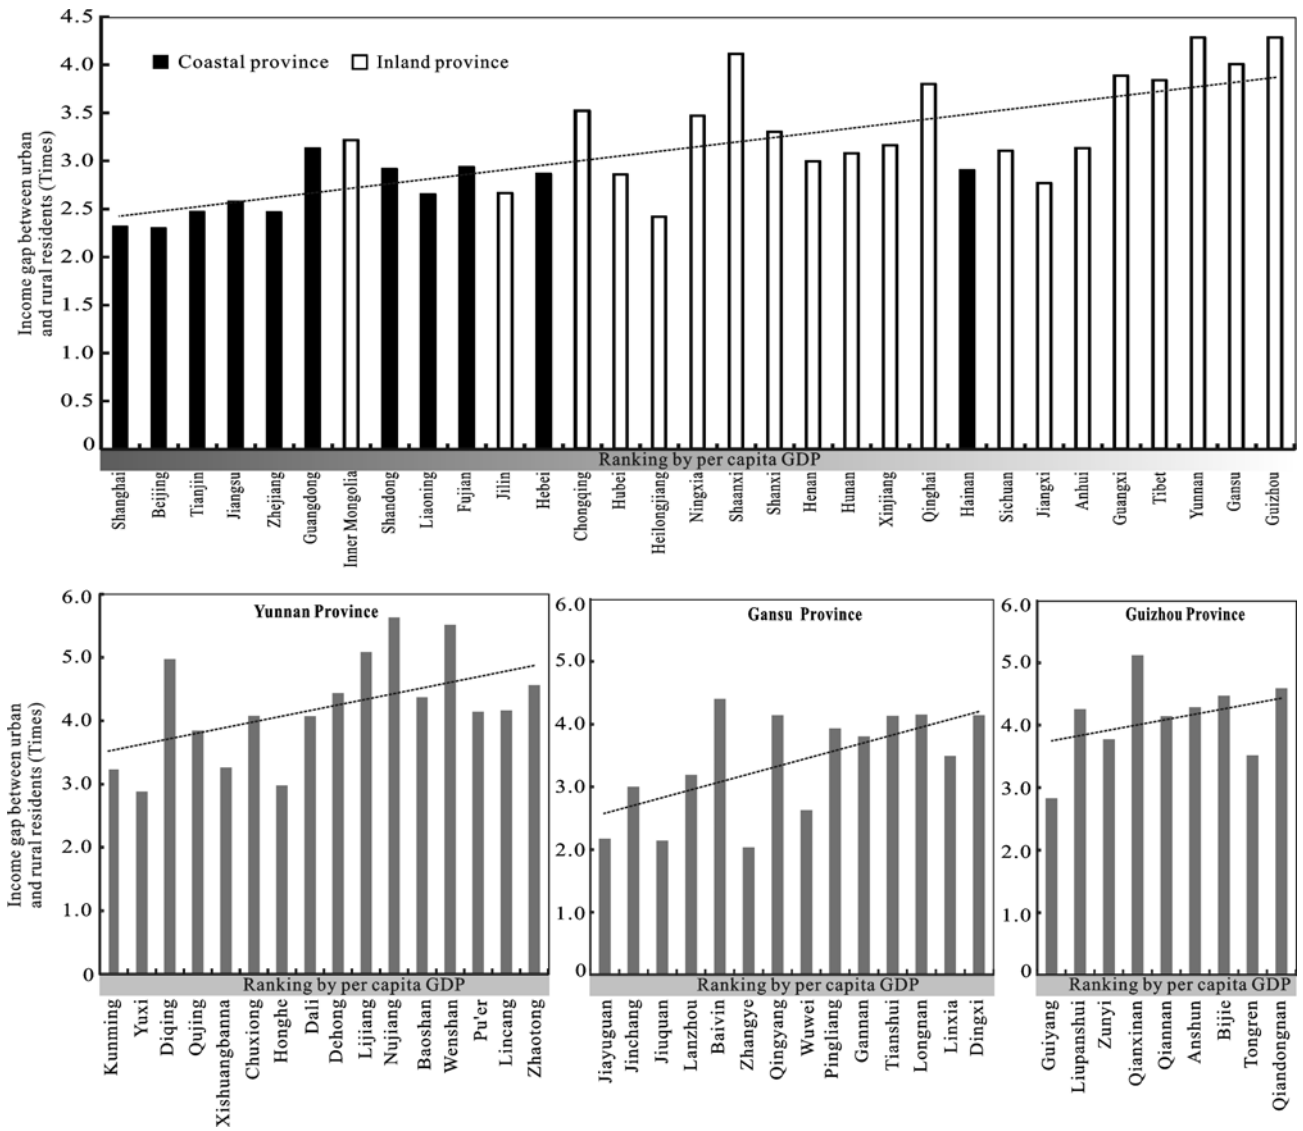 4.5
4.0
3.5
3.0
2.5
2.0
1.5
1.0
0.5
0
Income gap between urban
and rural residents (Times)
Coastal province
Inland province
Ranking by per capita GDP
Shanghai
Beijing
Tianjin
Jiangsu
Zhejiang
Guangdong
Inner Mongolia
Shandong
Liaoning
Fujian
Jilin
Hebei
Chongqing
Hubei
Heilongjiang
Ningxia
Shaanxi
Shanxi
Henan
Hunan
Xinjiang
Qinghai
Hainan
Sichuan
Jiangxi
Anhui
Guangxi
Tibet
Yunnan
Gansu
Guizhou
Yunnan Province
6.0
5.0
4.0
3.0
2.0
1.0
0
Income gap between urban
and rural residents (Times)
Ranking by per capita GDP
Kunming
Yuxi
Diqing
Qujing
Xishuangbanna
Chuxiong
Honghe
Dali
Dehong
Lijiang
Nujiang
Baoshan
Wenshan
Pu'er
Lincang
Zhaotong
Gansu Province
6.0
5.0
4.0
3.0
2.0
1.0
0
Ranking by per capita GDP
Jiayuguan
Jinchang
Jiuquan
Lanzhou
Baivin
Zhangye
Qingyang
Wuwei
Pingliang
Gannan
Tianshui
Longnan
Linxia
Dingxi
Guizhou Province
6.0
5.0
4.0
3.0
2.0
1.0
0
Ranking by per capita GDP
Guiyang
Liupanshui
Zunyi
Qianxinan
Qiannan
Anshun
Bijie
Tongren
Qiandongnan